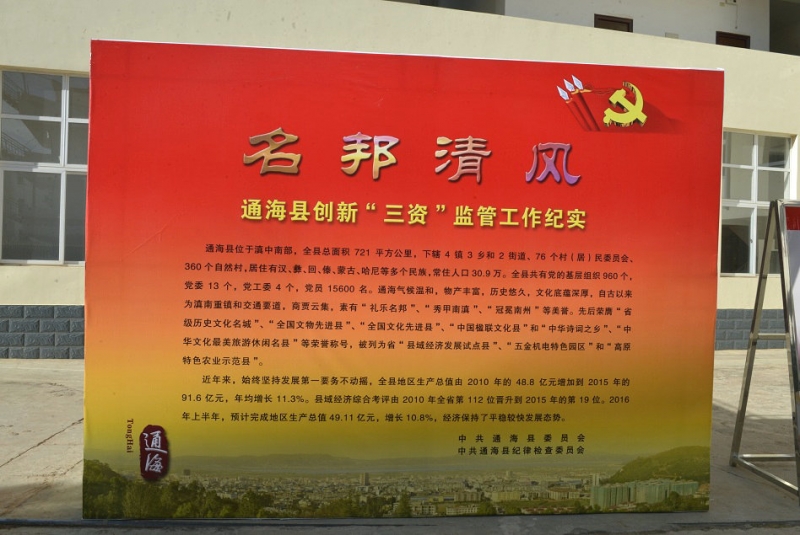 名邦清风
通海县创新“三资”监管工作纪实
通海县位于滇中南部，全县总面积 721 平方公里，下辖 4 镇 3 乡和 2 街道、76 个村（居）民委员会、
360 个自然村，居住有汉、彝、回、傣、蒙古、哈尼等多个民族，常住人口 30.9 万。全县共有党的基层组织 960 个，
党委 13 个，党工委 4 个，党员 15600 名。通海气候温和，物产丰富，历史悠久，文化底蕴深厚，自古以来
为滇南重镇和交通要道，商贾云集，素有“礼乐名邦”、“秀甲南滇”、“冠冕南州”等美誉。先后荣膺“省
级历史文化名城”、“全国文物先进县”、“全国文化先进县”、“中国楹联文化县”和“中华诗词之乡”、“中
华文化最美旅游休闲名县”等荣誉称号，被列为省“县域经济发展试点县”、“五金机电特色园区”和“高原
特色农业示范县”。
近年来，始终坚持发展第一要务不动摇。全县地区生产总值由 2010 年的 48.8 亿元增加到 2015 年的
91.6 亿元，年均增长 11.3%。县域经济综合考评由 2010 年全省第 112 位晋升到 2015 年的第 19 位。2016
年上半年，预计完成地区生产总值 49.11 亿元，增长 10.8%，经济保持了平稳较快发展态势。
中共通海县委员会
中共通海县纪律检查委员会
通海
TongHai